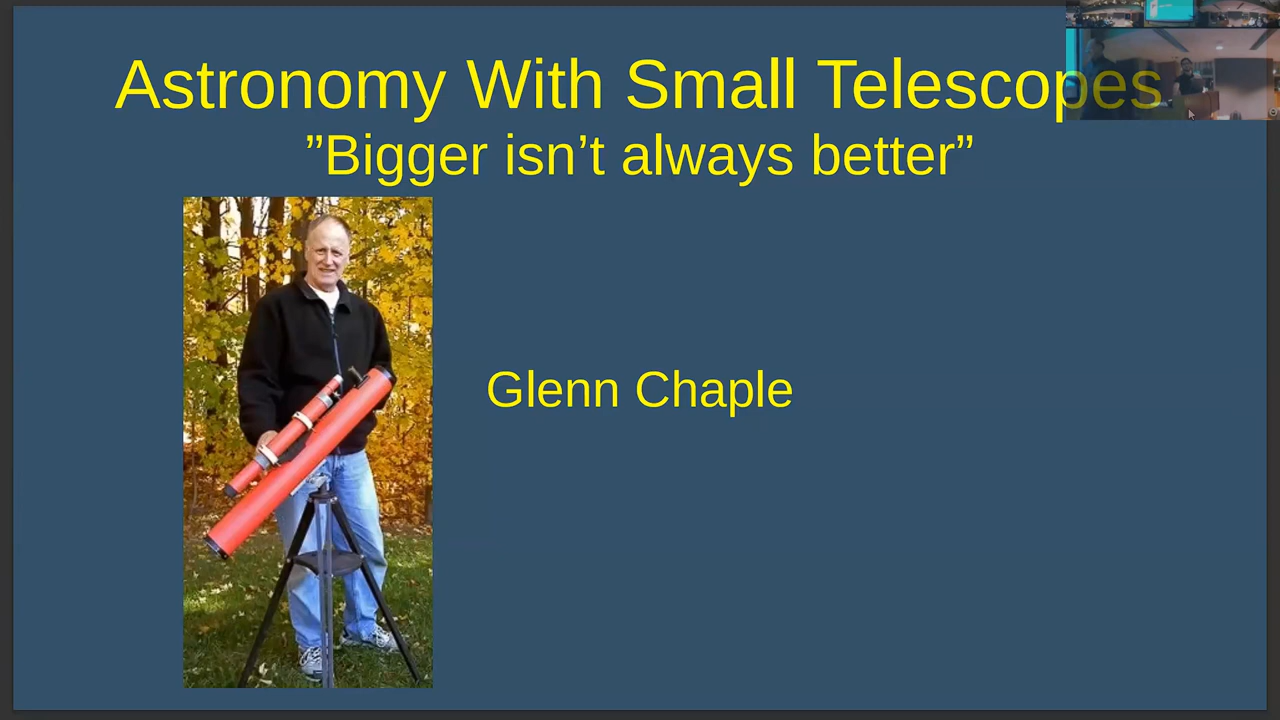 Astronomy With Small Telescopes
”Bigger isn’t always better”
Glenn Chaple